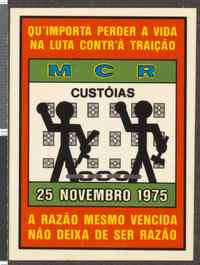 QU'IMPORTA PERDER A VIDA
NA LUTA CONTR'Á TRAIÇÃO
MCR
CUSTÓIAS
25 NOVEMBRO 1975
A RAZÃO MESMO VENCIDA
NÃO DEIXA DE SER RAZÃO